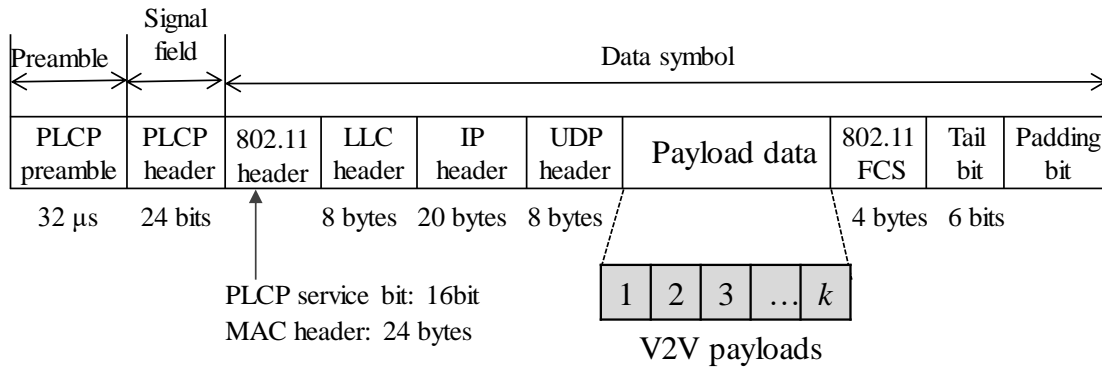 Signal
field
Preamble
Data symbol
PLCP
preamble
PLCP
header
802.11
header
LLC
header
IP
header
UDP
header
Payload data
802.11
FCS
Tail
bit
Padding
bit
32 μs
24 bits
8 bytes
20 bytes
8 bytes
4 bytes
6 bits
PLCP service bit: 16bit
MAC header: 24 bytes
1
2
3
…
k
V2V payloads